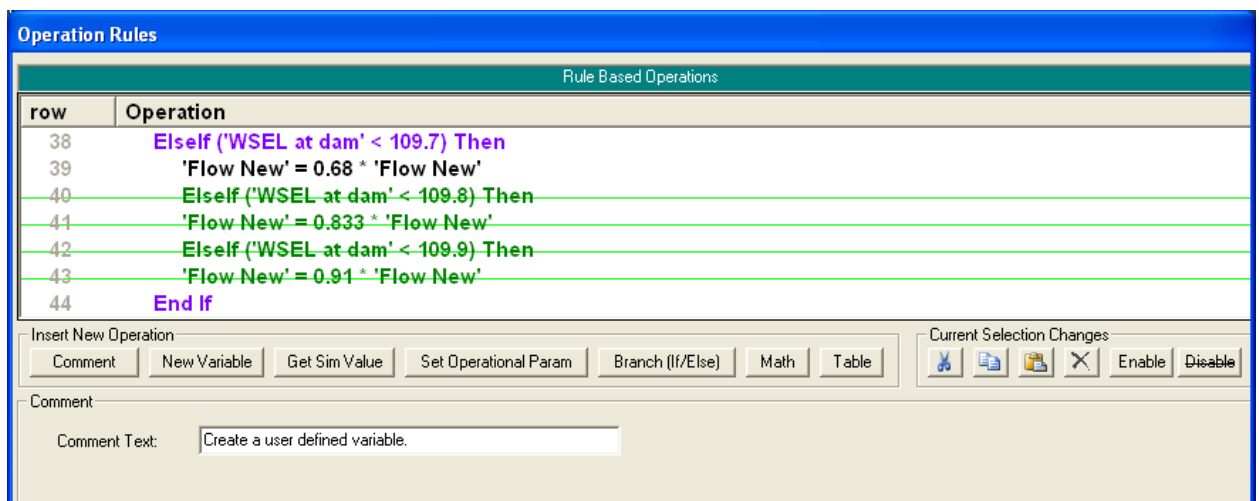 Operation Rules
Rule Based Operations
row Operation
38 ElseIf ('WSEL at dam' < 109.7) Then
39 'Flow New' = 0.68 * 'Flow New'
40 ElseIf ('WSEL at dam' < 109.8) Then
41 'Flow New' = 0.833 * 'Flow New'
42 ElseIf ('WSEL at dam' < 109.9) Then
43 'Flow New' = 0.91 * 'Flow New'
44 End If
Insert New Operation Current Selection Changes
Comment New Variable Get Sim Value Set Operational Param Branch (If/Else) Math Table Enable Disable
Comment
Comment Text: Create a user defined variable.